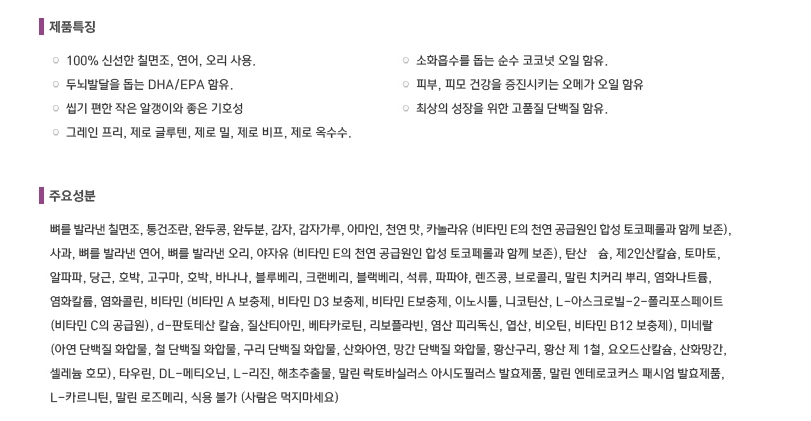 제품특징
100% 신선한 칠면조, 연어, 오리 사용.
두뇌발달을 돕는 DHA/EPA 함유.
씹기 편한 작은 알갱이와 좋은 기호성
그레인 프리, 제로 글루텐, 제로 밀, 제로 비프, 제로 옥수수.
소화흡수를 돕는 순수 코코넛 오일 함유.
피부, 피모 건강을 증진시키는 오메가 오일 함유
최상의 성장을 위한 고품질 단백질 함유.
주요성분
뼈를 발라낸 칠면조, 통건조란, 완두콩, 완두분, 감자, 감자가루, 아마인, 천연 맛, 카놀라유 (비타민 E의 천연 공급원인 합성 토코페롤과 함께 보존),
사과, 뼈를 발라낸 연어, 뼈를 발라낸 오리, 야자유 (비타민 E의 천연 공급원인 합성 토코페롤과 함께 보존), 탄산 슘, 제2인산칼슘, 토마토,
알파파, 당근, 호박, 고구마, 호박, 바나나, 블루베리, 크랜베리, 블랙베리, 석류, 파파야, 렌즈콩, 브로콜리, 말린 치커리 뿌리, 염화나트륨,
염화칼륨, 염화콜린, 비타민 (비타민 A 보충제, 비타민 D3 보충제, 비타민 E보충제, 이노시톨, 니코틴산, L-아스크로빌-2-폴리포스페이트
(비타민 C의 공급원), d-판토테산 칼슘, 질산티아민, 베타카로틴, 리보플라빈, 염산 피리독신, 엽산, 비오틴, 비타민 B12 보충제), 미네랄
(아연 단백질 화합물, 철 단백질 화합물, 구리 단백질 화합물, 산화아연, 망간 단백질 화합물, 황산구리, 황산 제 1철, 요오드산칼슘, 산화망간,
셀레늄 호모), 타우린, DL-메티오닌, L-리진, 해초추출물, 말린 락토바실러스 아시도필러스 발효제품, 말린 엔테로코커스 패시엄 발효제품,
L-카르니틴, 말린 로즈메리, 식용 불가 (사람은 먹지마세요)